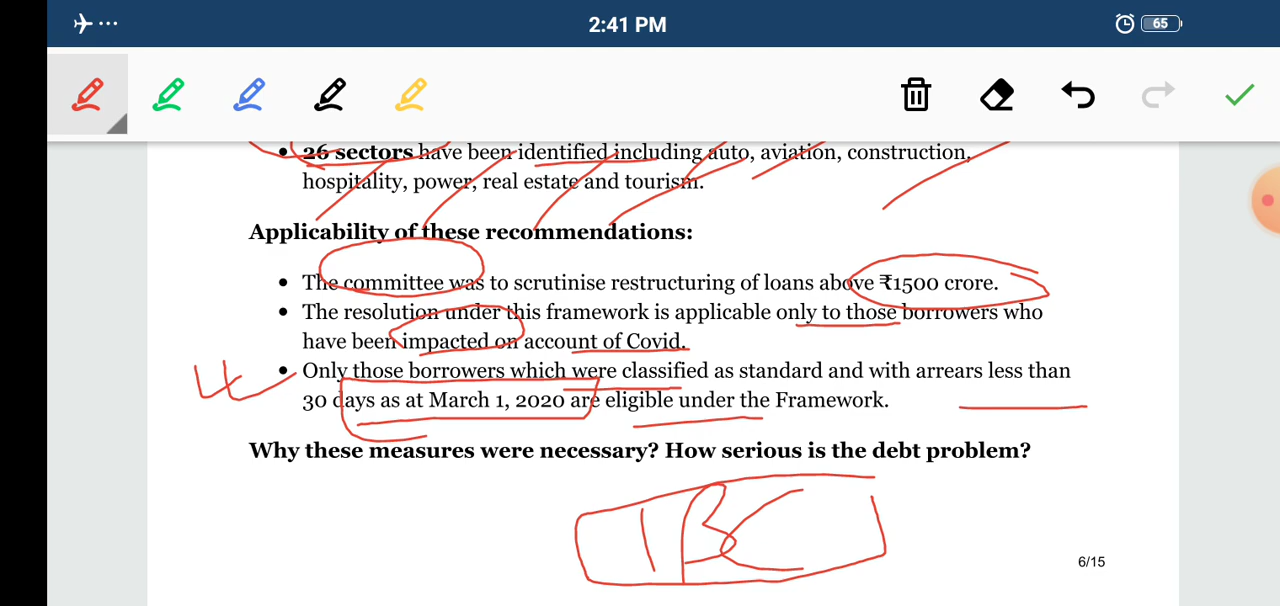 2:41 PM
65
26 sectors have been identified including auto, aviation, construction,
hospitality, power, real estate and tourism.
Applicability of these recommendations:
• The committee was to scrutinise restructuring of loans above ₹1500 crore.
• The resolution under this framework is applicable only to those borrowers who
have been impacted on account of Covid.
• Only those borrowers which were classified as standard and with arrears less than
30 days as at March 1, 2020 are eligible under the Framework.
Why these measures were necessary? How serious is the debt problem?
IBC
6/15